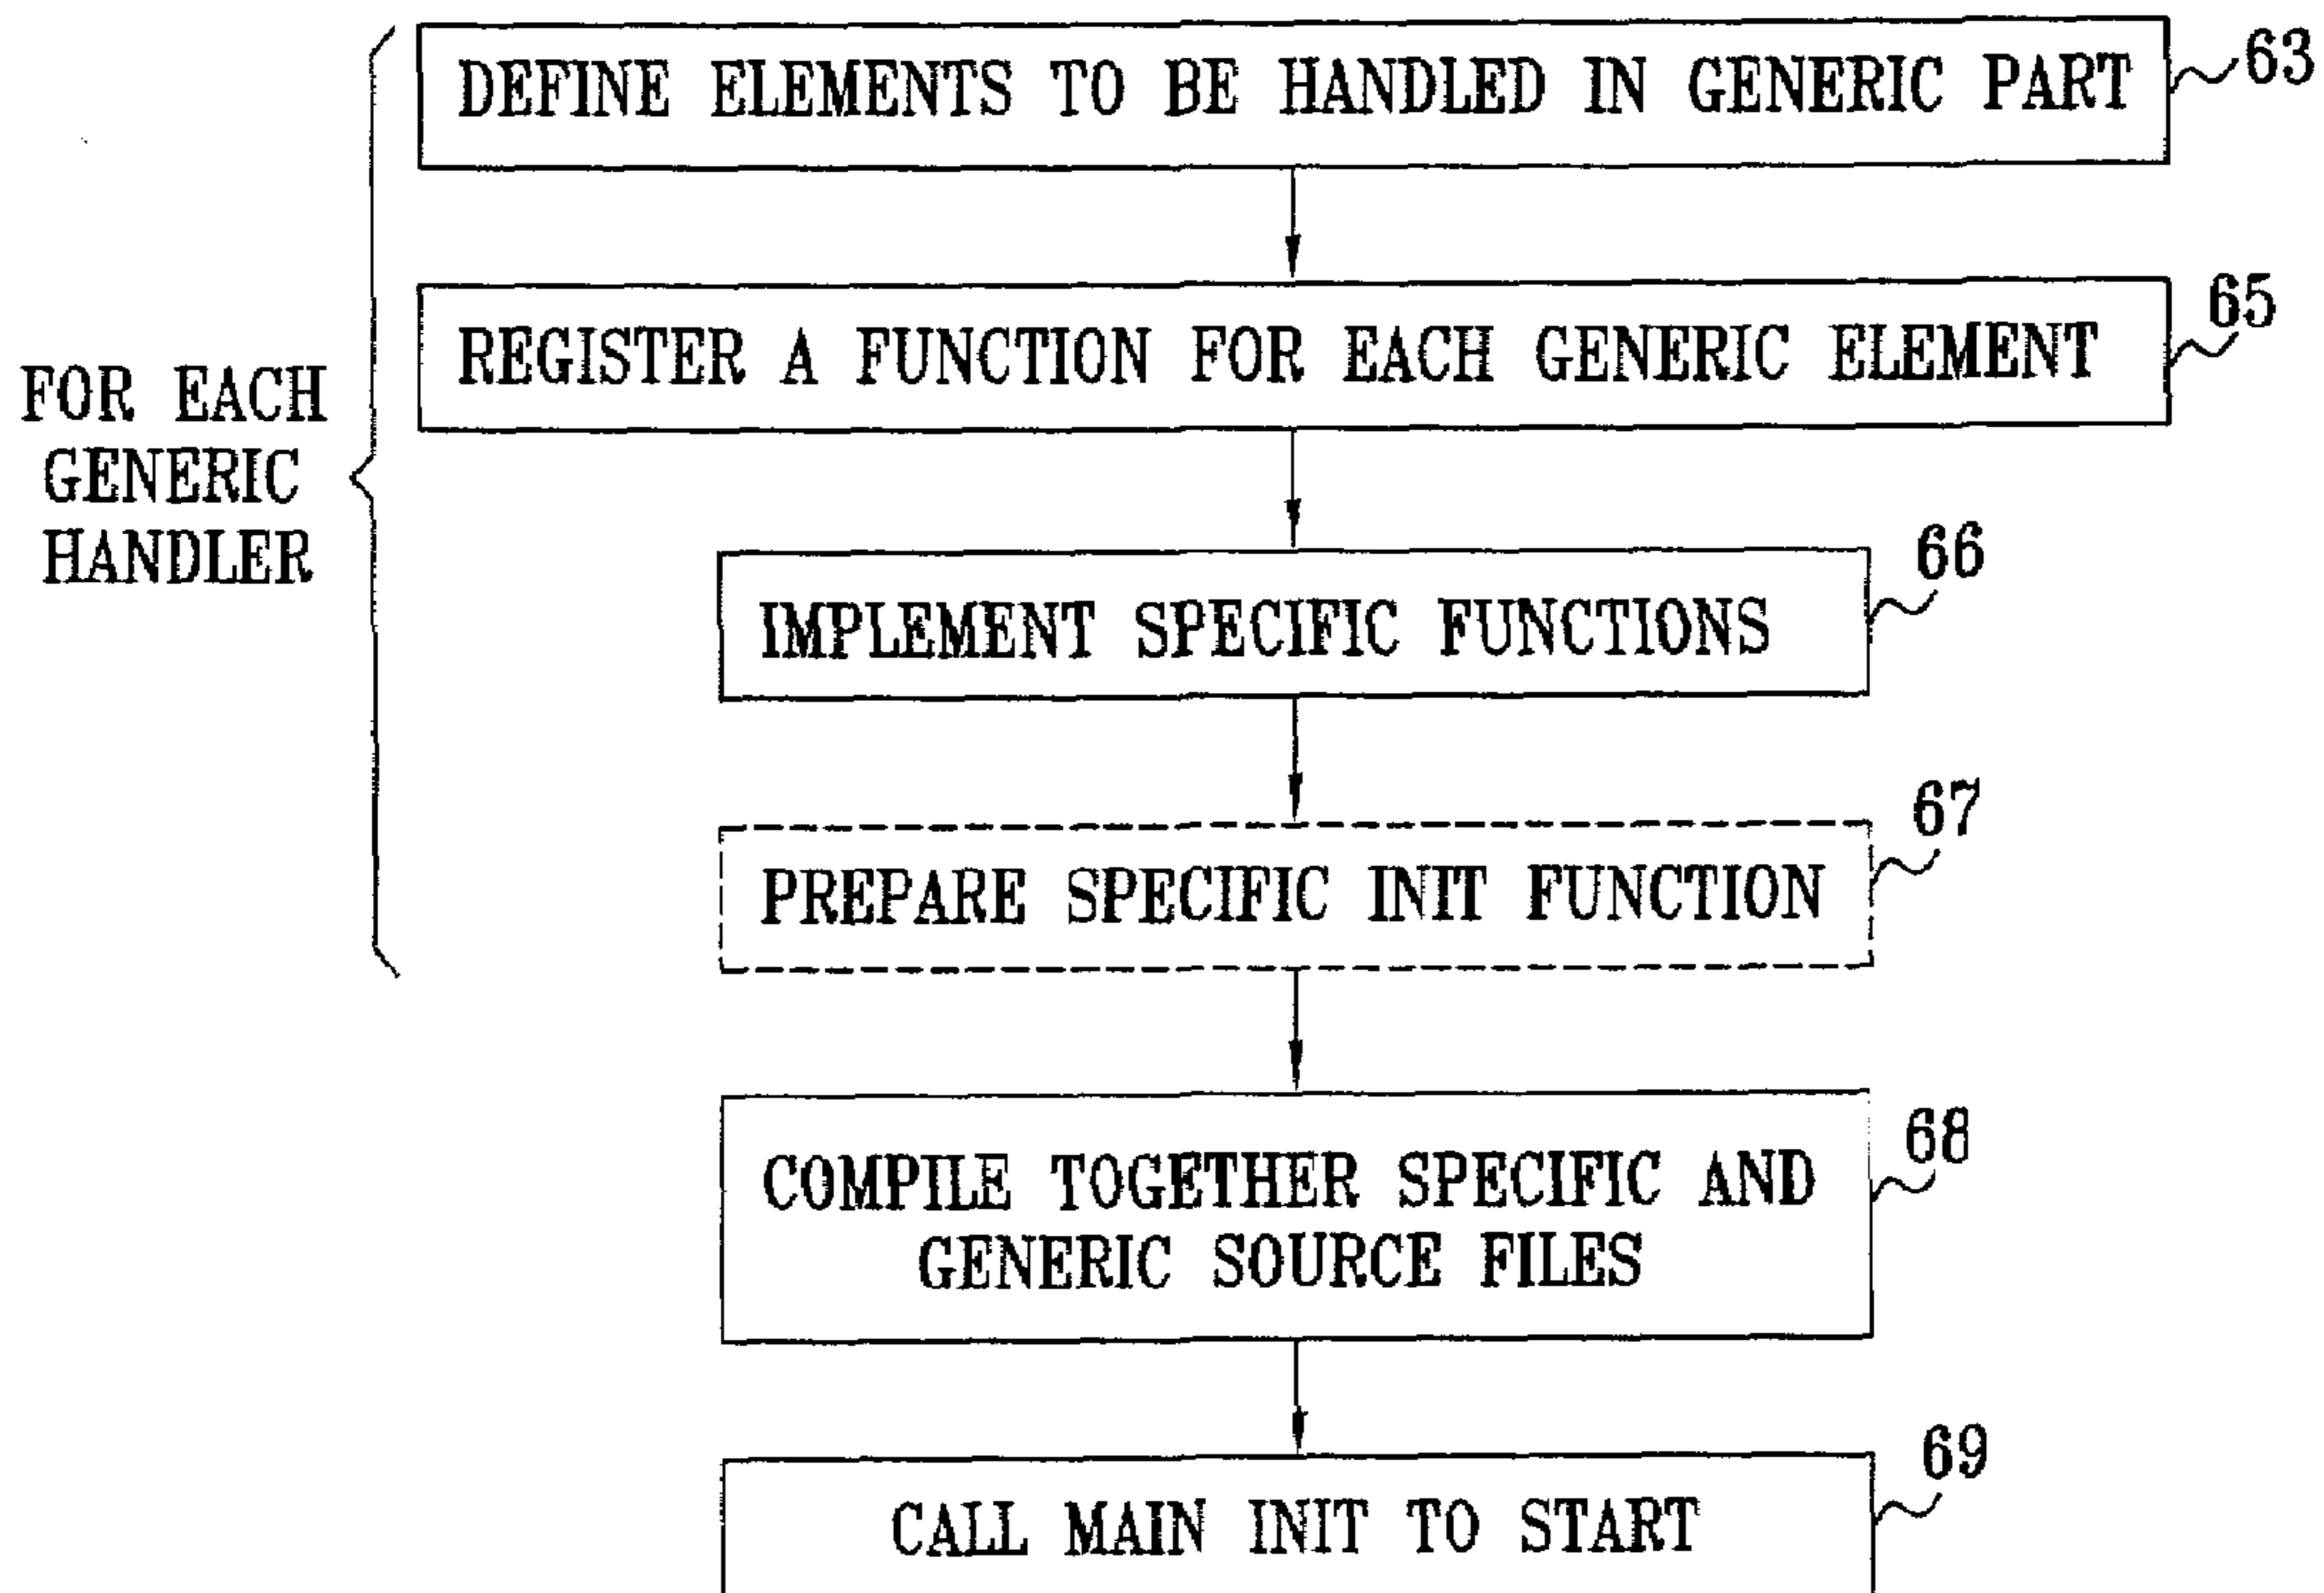 DEFINE ELEMENTS TO BE HANDLED IN GENERIC PART
63
REGISTER A FUNCTION FOR EACH GENERIC ELEMENT
65
FOR EACH
GENERIC
HANDLER
IMPLEMENT SPECIFIC FUNCTIONS
66
PREPARE SPECIFIC INIT FUNCTION
67
COMPILE TOGETHER SPECIFIC AND
GENERIC SOURCE FILES
68
CALL MAIN INIT TO START
69